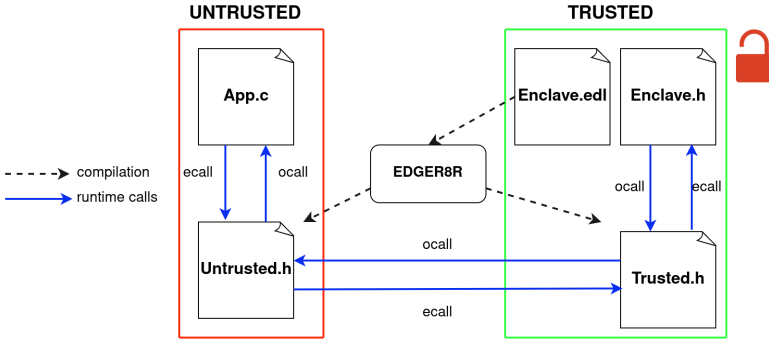 UNTRUSTED
TRUSTED
App.c
Enclave.edl
Enclave.h
compilation
runtime calls
ecall
ocall
EDGER8R
ocall
ecall
Untrusted.h
ocall
Trusted.h
ecall